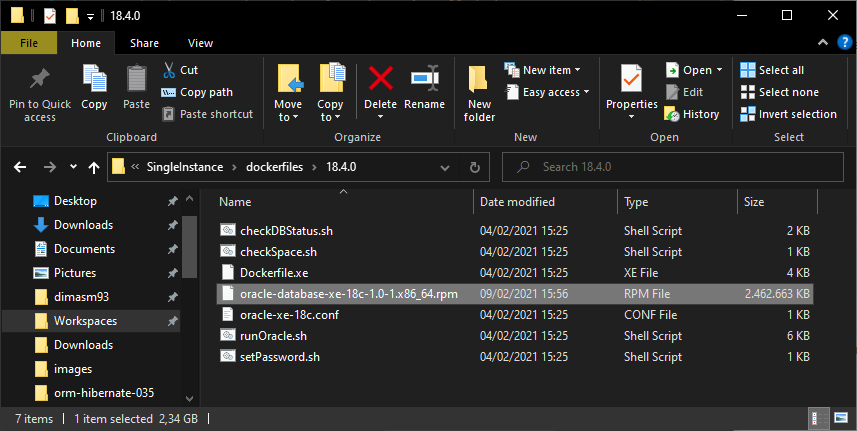 18.4.0
File Home Share View
Pin to Quick access
Copy
Paste
Cut
Copy path
Paste shortcut
Clipboard
Move to
Copy to
Delete
Rename
Organize
New folder
New item
Easy access
New
Properties
Open
Edit
History
Open
Select all
Select none
Invert selection
Select
SingleInstance dockerfiles 18.4.0
Search 18.4.0
Desktop
Downloads
Documents
Pictures
dimasm93
Workspaces
Downloads
images
orm-hibernate-035
Name Date modified Type Size
checkDBStatus.sh 04/02/2021 15:25 Shell Script 2 KB
checkSpace.sh 04/02/2021 15:25 Shell Script 1 KB
Dockerfile.xe 04/02/2021 15:25 XE File 4 KB
oracle-database-xe-18c-1.0-1.x86_64.rpm 09/02/2021 15:56 RPM File 2.462.663 KB
oracle-xe-18c.conf 04/02/2021 15:25 CONF File 1 KB
runOracle.sh 04/02/2021 15:25 Shell Script 6 KB
setPassword.sh 04/02/2021 15:25 Shell Script 1 KB
7 items 1 item selected 2,34 GB